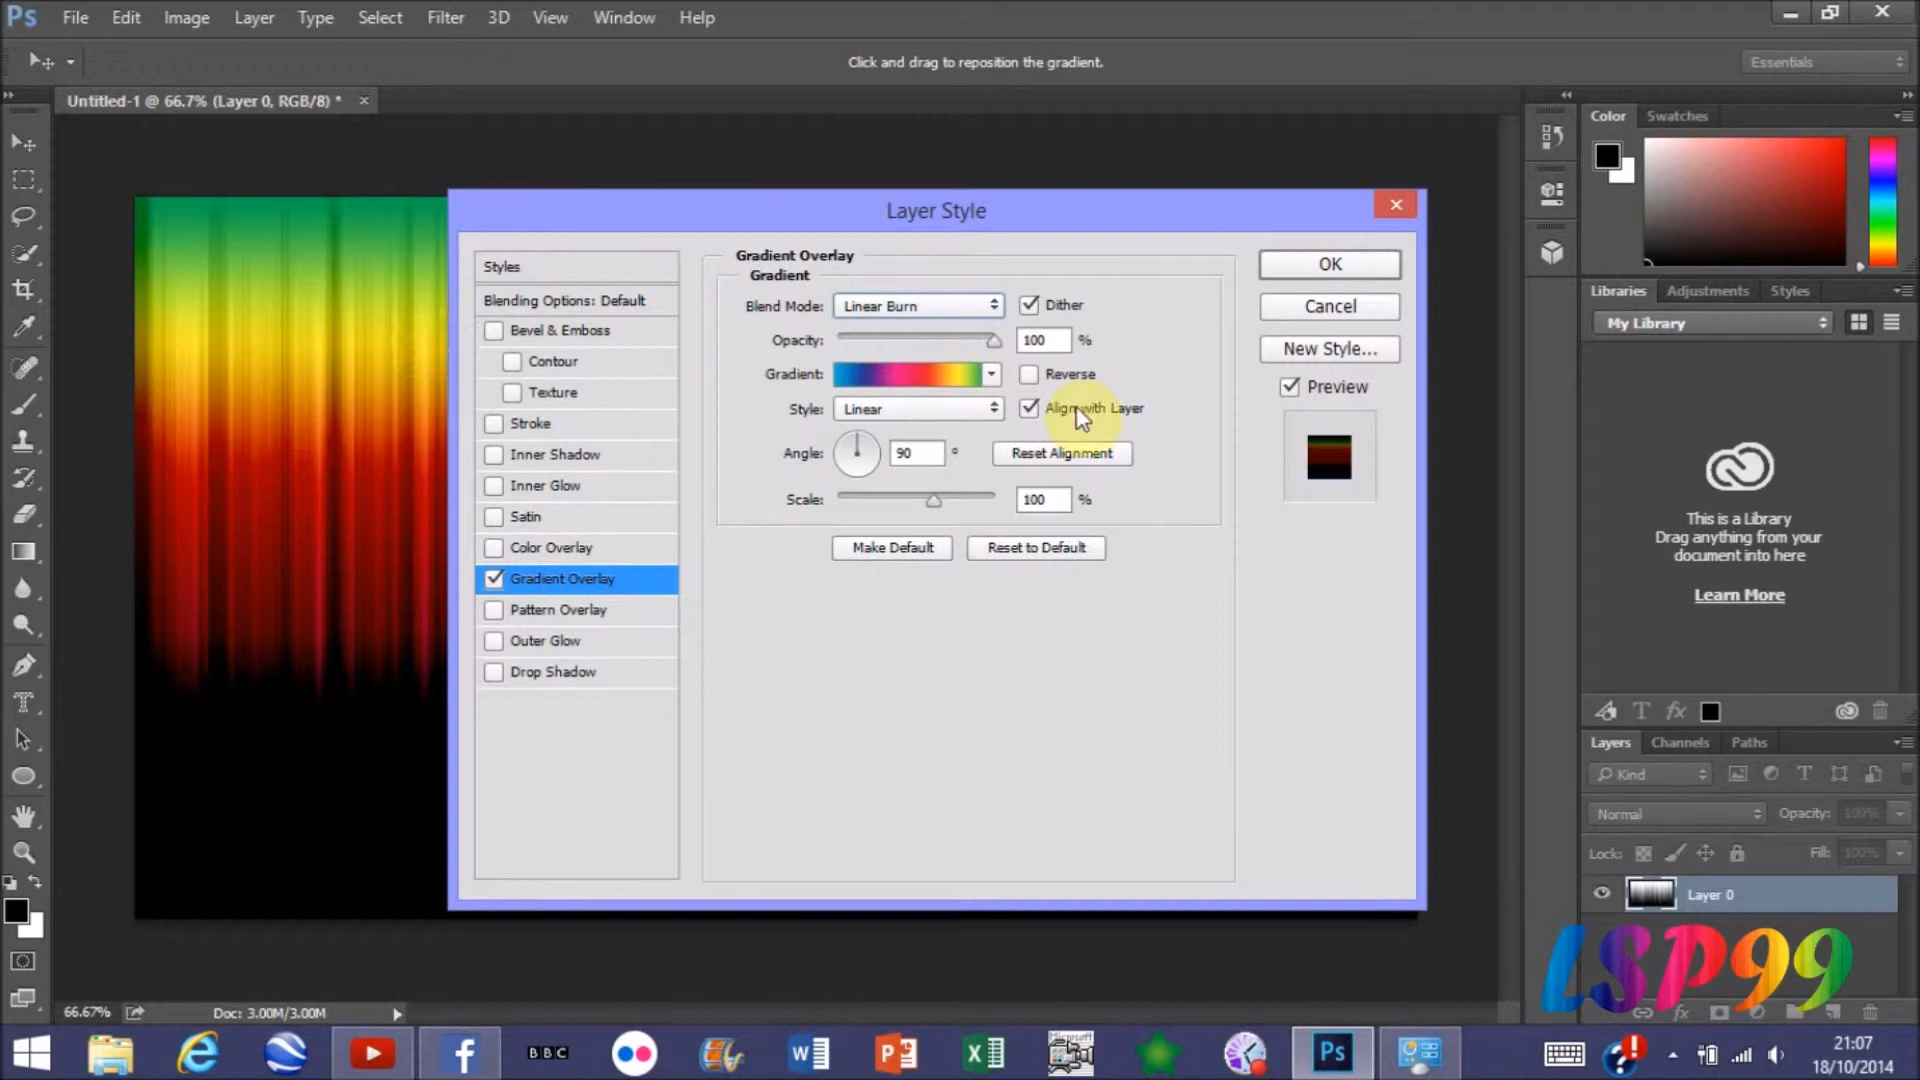 Ps File Edit Image Layer Type Select Filter 3D View Window Help
Click and drag to reposition the gradient.
Essentials
Untitled-1 @ 66.7% (Layer 0, RGB/8) * ×
Layer Style
Styles
Blending Options: Default
Bevel & Emboss
Contour
Texture
Stroke
Inner Shadow
Inner Glow
Satin
Color Overlay
Gradient Overlay
Pattern Overlay
Outer Glow
Drop Shadow
Gradient Overlay
Gradient
Blend Mode: Linear Burn Dither
Opacity: 100 %
Gradient: Reverse
Style: Linear Align with Layer
Angle: 90 ° Reset Alignment
Scale: 100 %
Make Default Reset to Default
OK
Cancel
New Style...
Preview
Color Swatches
Libraries Adjustments Styles
My Library
This is a Library
Drag anything from your
document into here
Learn More
T fx
Layers Channels Paths
Kind T
Normal Opacity: 100%
Lock: Fill: 100%
Layer 0
LSP99
fx
66.67% Doc: 3.00M/3.00M
BBC Ps
21:07
18/10/2014